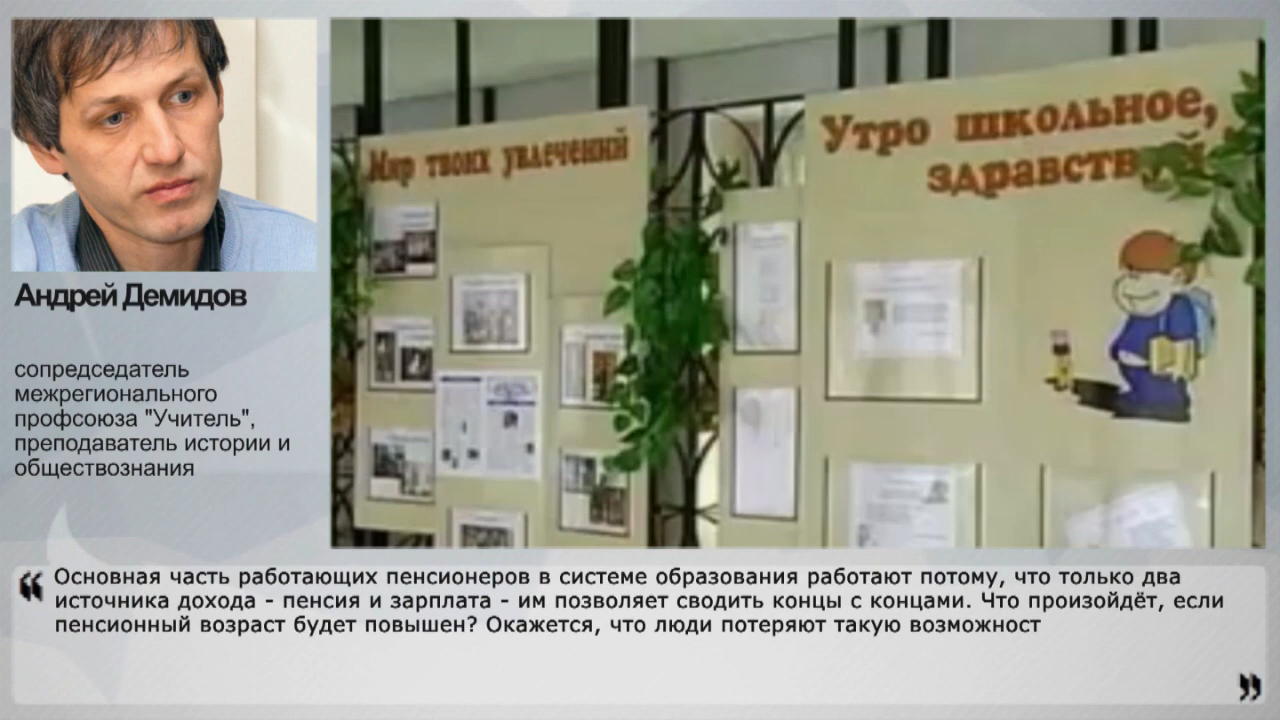 Андрей Демидов
сопредседатель
межрегионального
профсоюза "Учитель",
преподаватель истории и
обществознания
Мир твоих увлечений
Утро школьное,
здравствуй
“ Основная часть работающих пенсионеров в системе образования работают потому, что только два
источника дохода - пенсия и зарплата - им позволяет сводить концы с концами. Что произойдёт, если
пенсионный возраст будет повышен? Окажется, что люди потеряют такую возможност
”